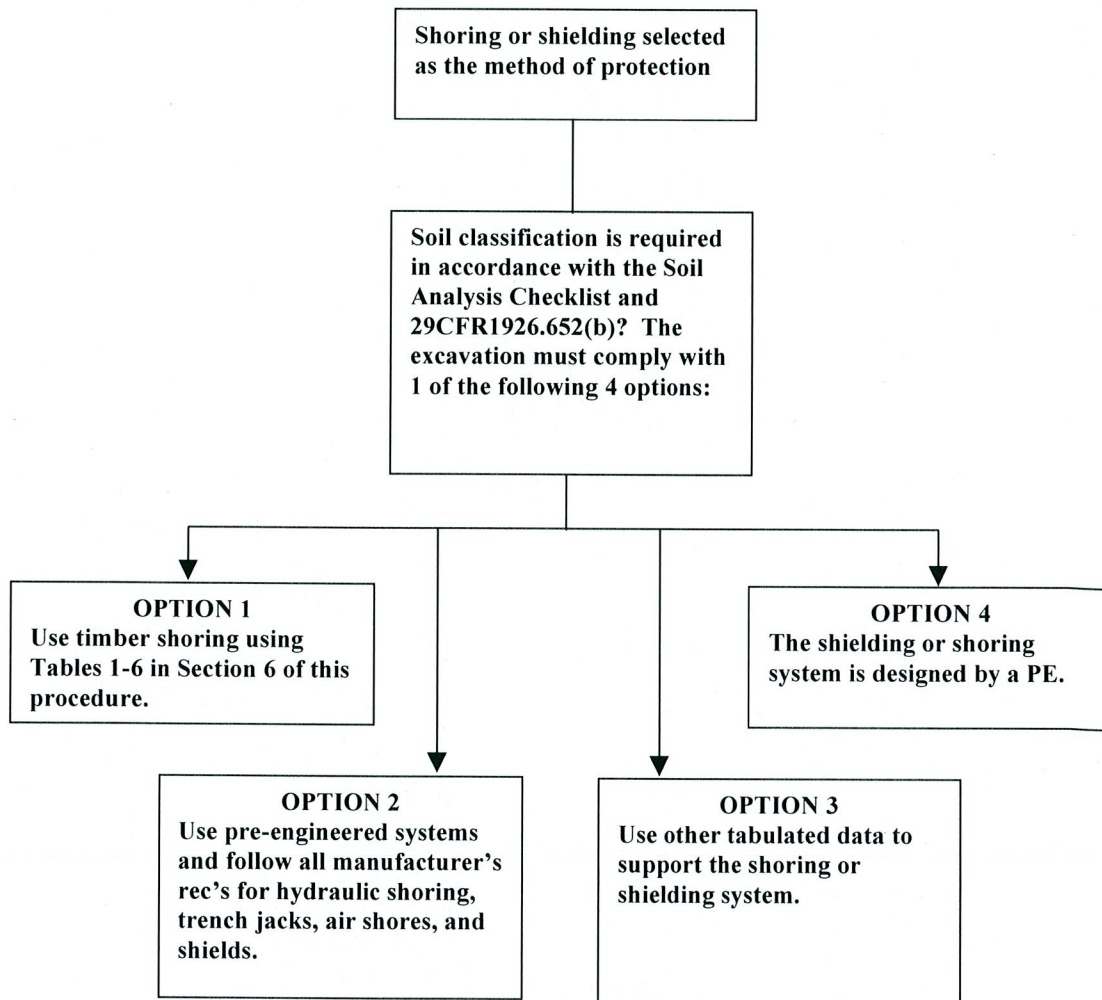 Shoring or shielding selected
as the method of protection
Soil classification is required
in accordance with the Soil
Analysis Checklist and
29CFR1926.652(b)? The
excavation must comply with
1 of the following 4 options:
OPTION 1
Use timber shoring using
Tables 1-6 in Section 6 of this
procedure.
OPTION 2
Use pre-engineered systems
and follow all manufacturer's
rec's for hydraulic shoring,
trench jacks, air shores, and
shields.
OPTION 3
Use other tabulated data to
support the shoring or
shielding system.
OPTION 4
The shielding or shoring
system is designed by a PE.